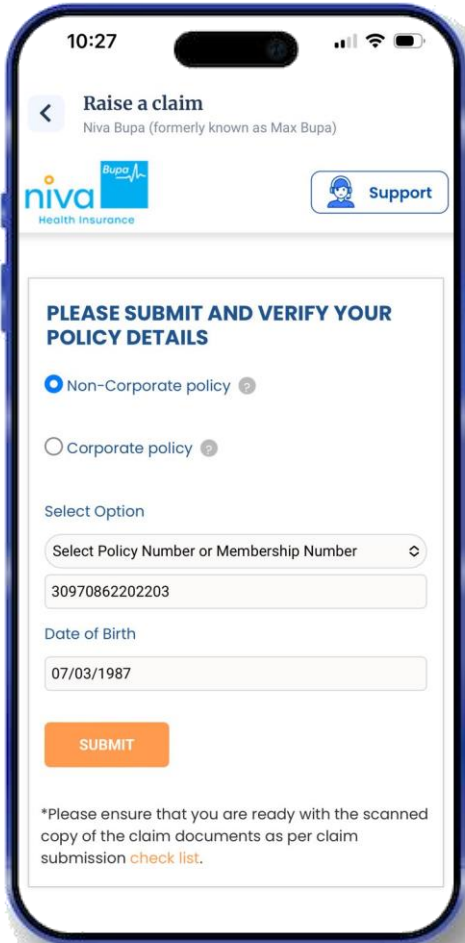 10:27
Raise a claim
Niva Bupa (formerly known as Max Bupa)
Bupa
niva
Health Insurance
Support
PLEASE SUBMIT AND VERIFY YOUR
POLICY DETAILS
Non-Corporate policy ?
Corporate policy ?
Select Option
Select Policy Number or Membership Number
30970862202203
Date of Birth
07/03/1987
SUBMIT
*Please ensure that you are ready with the scanned
copy of the claim documents as per claim
submission check list.